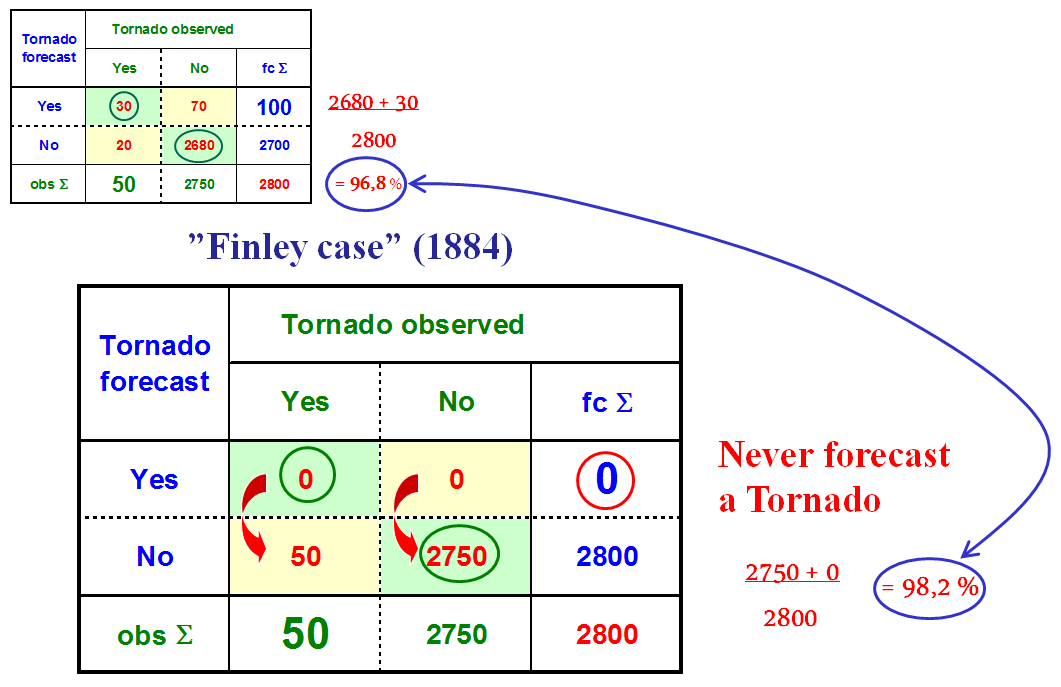 Tornado observed
Tornado
forecast
Yes No fc Σ
Yes 30 70 100
No 20 2680 2700
obs Σ 50 2750 2800
2680 + 30
2800
= 96,8 %
”Finley case” (1884)
Tornado observed
Tornado
forecast
Yes No fc Σ
Yes 0 0 0
No 50 2750 2800
obs Σ 50 2750 2800
Never forecast
a Tornado
2750 + 0
2800
= 98,2 %